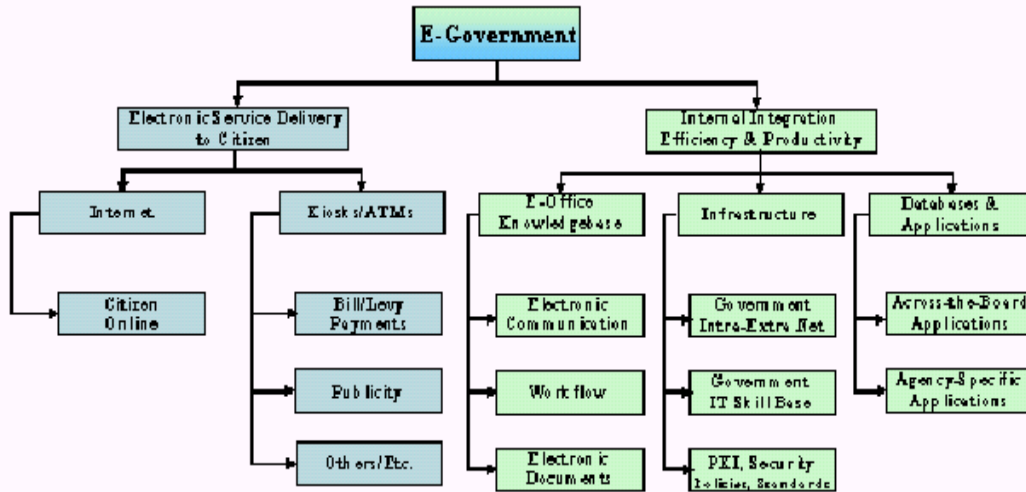 E-Government
Electronic Service Delivery
to Citizen
Internal Integration
Efficiency & Productivity
Internet
Kiosks/ATMs
E-Office
Knowledgebase
Infrastructure
Databases &
Applications
Citizen
Online
Bill/Levy
Payments
Electronic
Communication
Government
Intra-Extra Net
Across-the-Board
Applications
Publicity
Workflow
Government
IT Skill Base
Agency-Specific
Applications
Others/Etc.
Electronic
Documents
PKI, Security
Policies, Standards